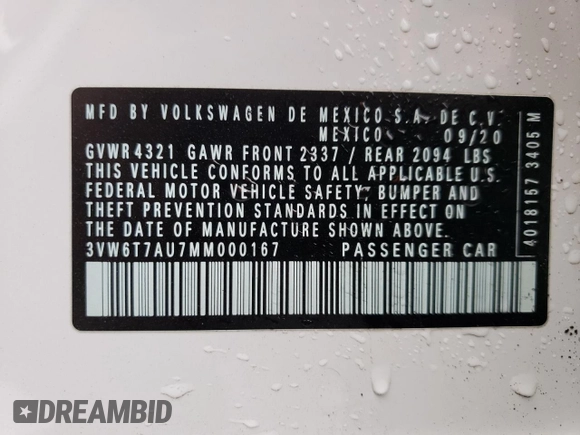 MFD BY VOLKSWAGEN DE MEXICO S.A. DE C.V.
MEXICO 09/20
GVWR 4321 GAWR FRONT 2337 / REAR 2094 LBS
THIS VEHICLE CONFORMS TO ALL APPLICABLE U.S.
FEDERAL MOTOR VEHICLE SAFETY, BUMPER AND
THEFT PREVENTION STANDARDS IN EFFECT ON
THE DATE OF MANUFACTURE SHOWN ABOVE.
3VW6T7AU7MM000167 PASSENGER CAR
4018157 3405 M
DREAMBID